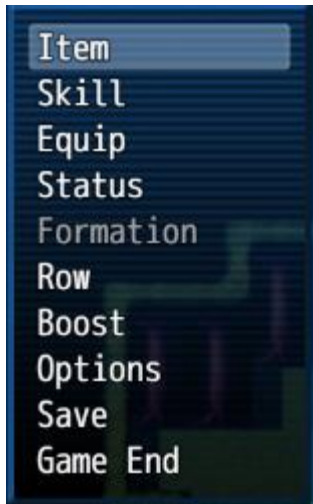 Item
Skill
Equip
Status
Formation
Row
Boost
Options
Save
Game End